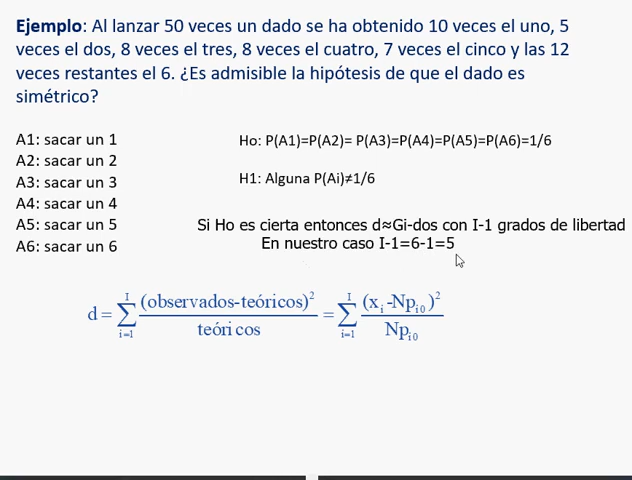 Ejemplo: Al lanzar 50 veces un dado se ha obtenido 10 veces el uno, 5
veces el dos, 8 veces el tres, 8 veces el cuatro, 7 veces el cinco y las 12
veces restantes el 6. ¿Es admisible la hipótesis de que el dado es
simétrico?
A1: sacar un 1
A2: sacar un 2
A3: sacar un 3
A4: sacar un 4
A5: sacar un 5
A6: sacar un 6
Ho: P(A1)=P(A2)= P(A3)=P(A4)=P(A5)=P(A6)=1/6
H1: Alguna P(Ai)≠1/6
Si Ho es cierta entonces d≈Gi-dos con I-1 grados de libertad
En nuestro caso I-1=6-1=5
d = ∑_{i=1}^{I} (observados-teóricos)² / teóricos = ∑_{i=1}^{I} (x_i-Np_{i0})² / Np_{i0}